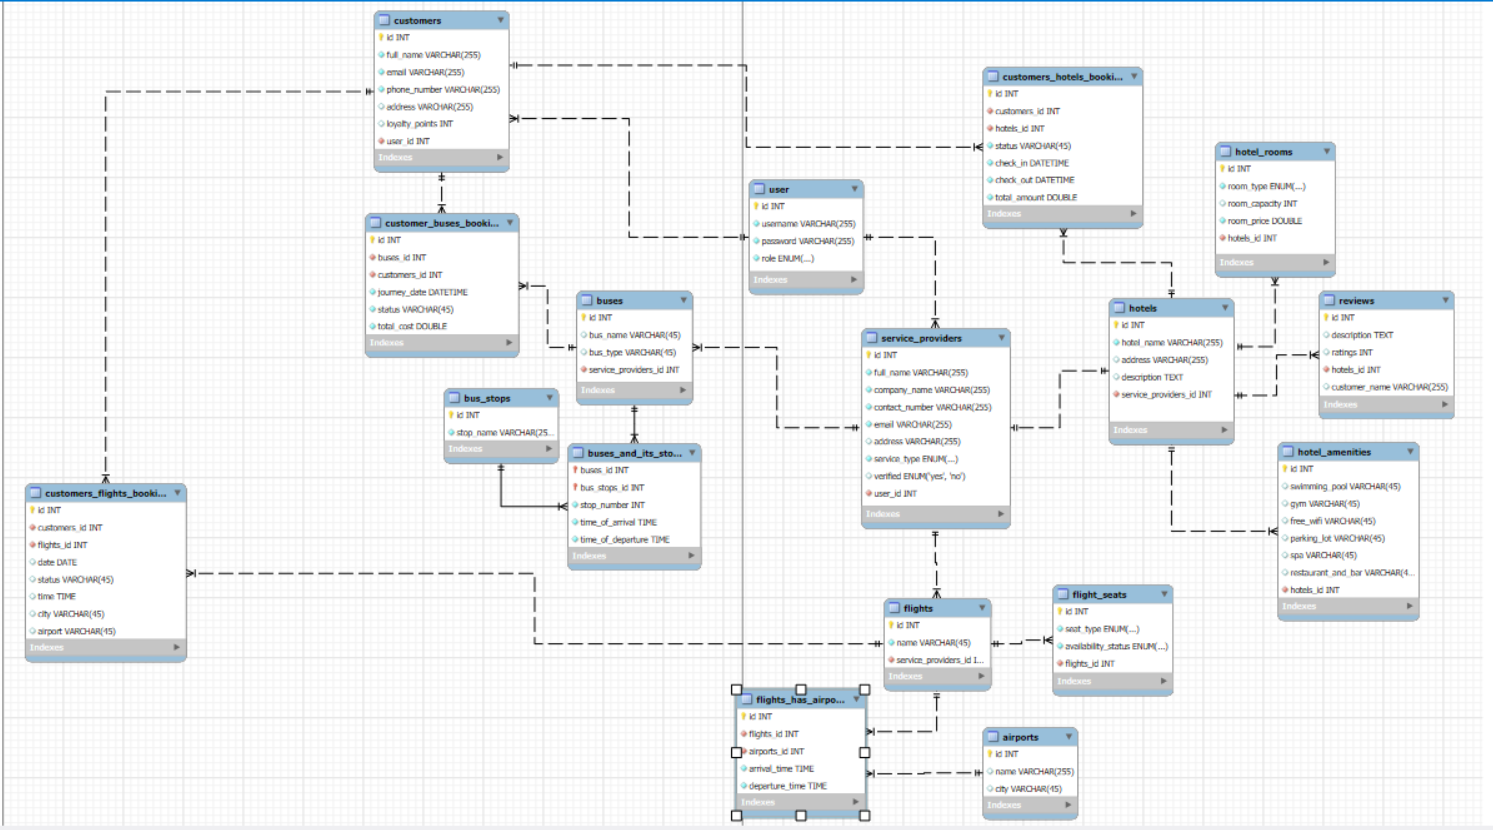 customers
id INT
full_name VARCHAR(255)
email VARCHAR(255)
phone_number VARCHAR(255)
address VARCHAR(255)
loyalty_points INT
user_id INT
Indexes
customers_hotels_booki...
id INT
customers_id INT
hotels_id INT
status VARCHAR(45)
check_in DATETIME
check_out DATETIME
total_amount DOUBLE
Indexes
hotel_rooms
id INT
room_type ENUM(...)
room_capacity INT
room_price DOUBLE
hotels_id INT
Indexes
user
id INT
username VARCHAR(255)
password VARCHAR(255)
role ENUM(...)
Indexes
customer_buses_booki...
id INT
buses_id INT
customers_id INT
journey_date DATETIME
status VARCHAR(45)
total_cost DOUBLE
Indexes
buses
id INT
bus_name VARCHAR(45)
bus_type VARCHAR(45)
service_providers_id INT
Indexes
hotels
id INT
hotel_name VARCHAR(255)
address VARCHAR(255)
description TEXT
service_providers_id INT
Indexes
reviews
id INT
description TEXT
ratings INT
hotels_id INT
customer_name VARCHAR(255)
Indexes
service_providers
id INT
full_name VARCHAR(255)
company_name VARCHAR(255)
contact_number VARCHAR(255)
email VARCHAR(255)
address VARCHAR(255)
service_type ENUM(...)
verified ENUM('yes', 'no')
user_id INT
Indexes
bus_stops
id INT
stop_name VARCHAR(25...
Indexes
buses_and_its_sto...
buses_id INT
bus_stops_id INT
stop_number INT
time_of_arrival TIME
time_of_departure TIME
Indexes
hotel_amenities
id INT
swimming_pool VARCHAR(45)
gym VARCHAR(45)
free_wifi VARCHAR(45)
parking_lot VARCHAR(45)
spa VARCHAR(45)
restaurant_and_bar VARCHAR(4...
hotels_id INT
Indexes
customers_flights_booki...
id INT
customers_id INT
flights_id INT
date DATE
status VARCHAR(45)
time TIME
city VARCHAR(45)
airport VARCHAR(45)
Indexes
flights
id INT
name VARCHAR(45)
service_providers_id I...
Indexes
flight_seats
id INT
seat_type ENUM(...)
availability_status ENUM(...)
flights_id INT
Indexes
flights_has_airpo...
id INT
flights_id INT
airports_id INT
arrival_time TIME
departure_time TIME
Indexes
airports
id INT
name VARCHAR(255)
city VARCHAR(45)
Indexes